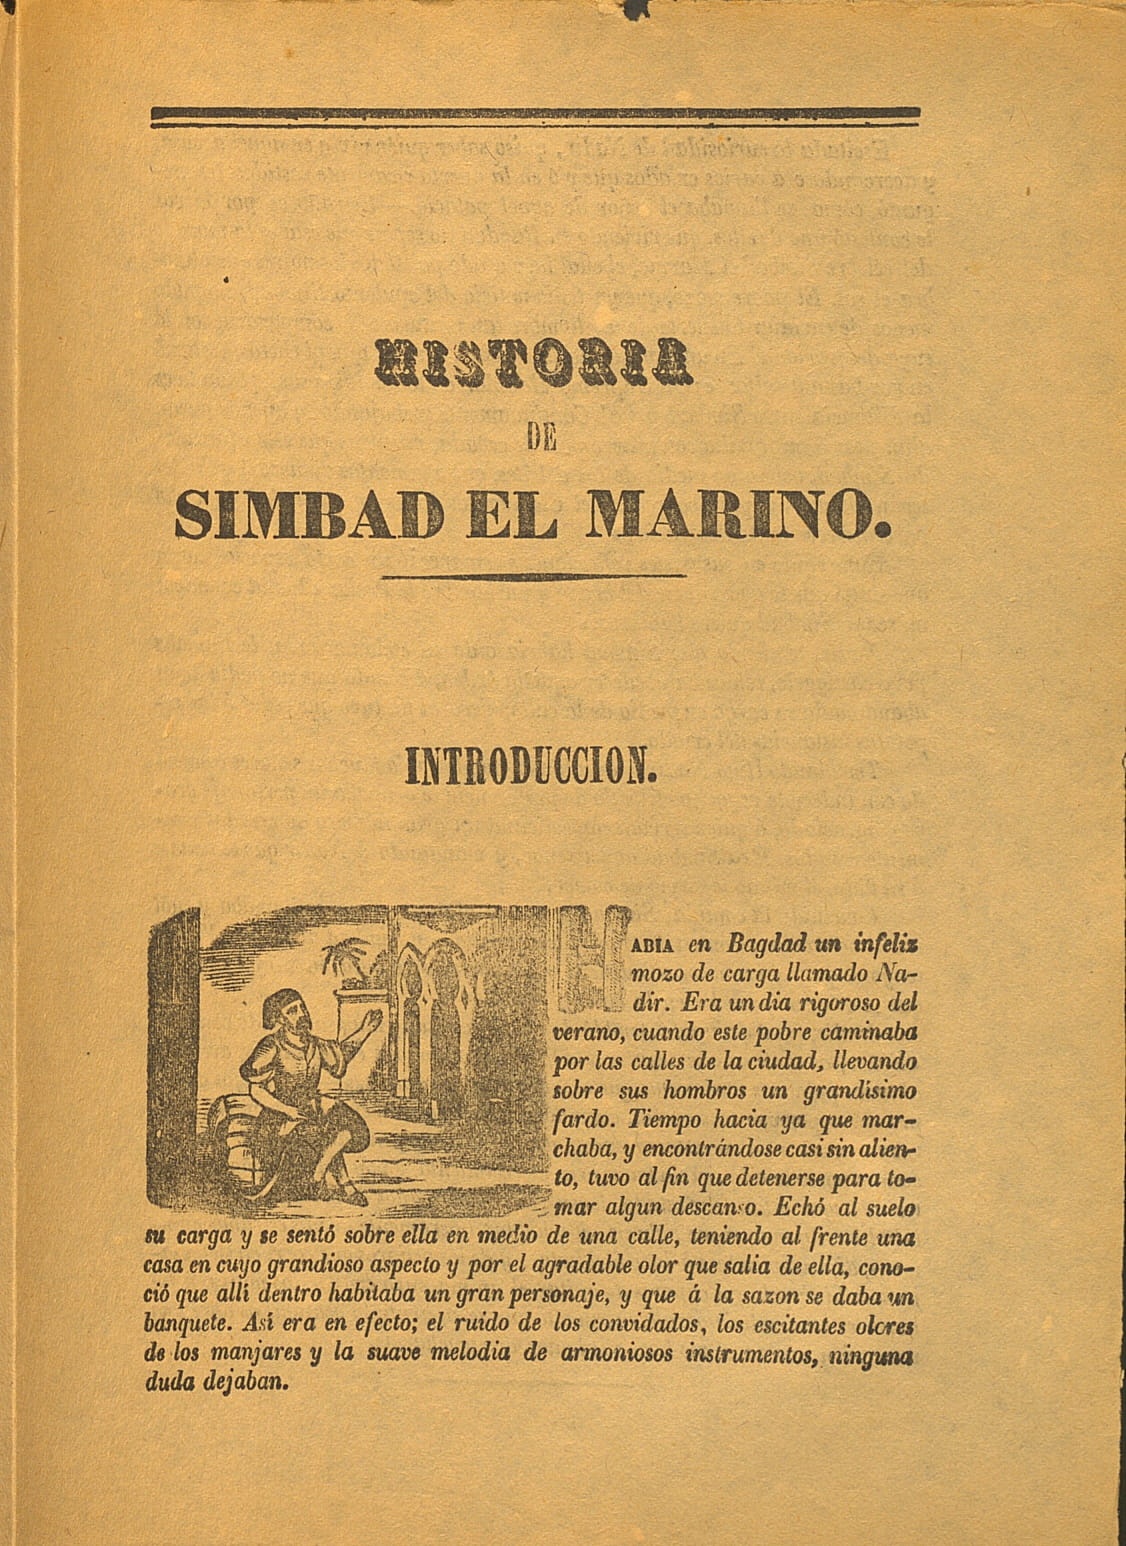 HISTORIA
DE
SIMBAD EL MARINO.
INTRODUCCION.
HABIA en Bagdad un infeliz
mozo de carga llamado Na-
dir. Era un dia rigoroso del
verano, cuando este pobre caminaba
por las calles de la ciudad, llevando
sobre sus hombros un grandisimo
fardo. Tiempo hacia ya que mar-
chaba, y encontrándose casi sin alien-
to, tuvo al fin que detenerse para to-
mar algun descanso. Echó al suelo
su carga y se sentó sobre ella en medio de una calle, teniendo al frente una
casa en cuyo grandioso aspecto y por el agradable olor que salia de ella, cono-
ció que alli dentro habitaba un gran personaje, y que á la sazon se daba un
banquete. Así era en efecto; el ruido de los convidados, los escitantes olores
de los manjares y la suave melodia de armoniosos instrumentos, ninguna
duda dejaban.